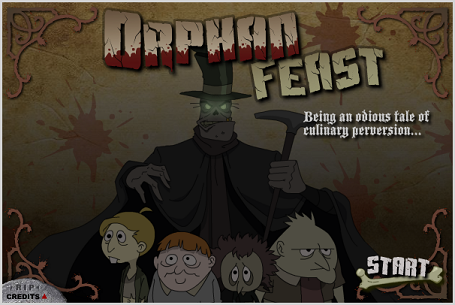 ORPHAN
FEAST
Being an odious tale of
culinary perversion...
START
R.I.P
CREDITS